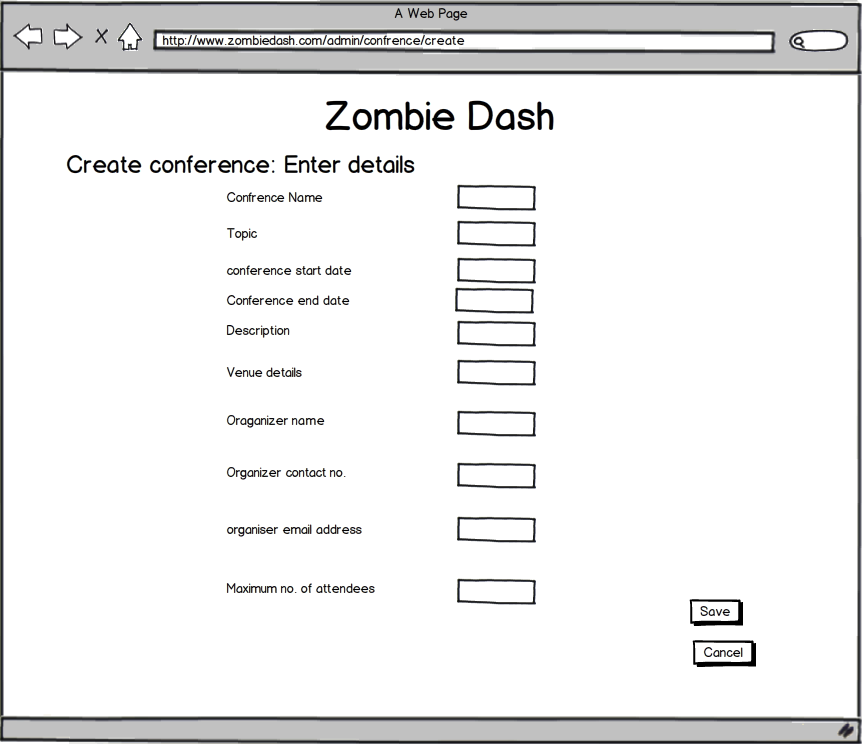 A Web Page
http://www.zombiedash.com/admin/confrence/create
Zombie Dash
Create conference: Enter details
Confrence Name
Topic
conference start date
Conference end date
Description
Venue details
Oraganizer name
Organizer contact no.
organiser email address
Maximum no. of attendees
Save
Cancel